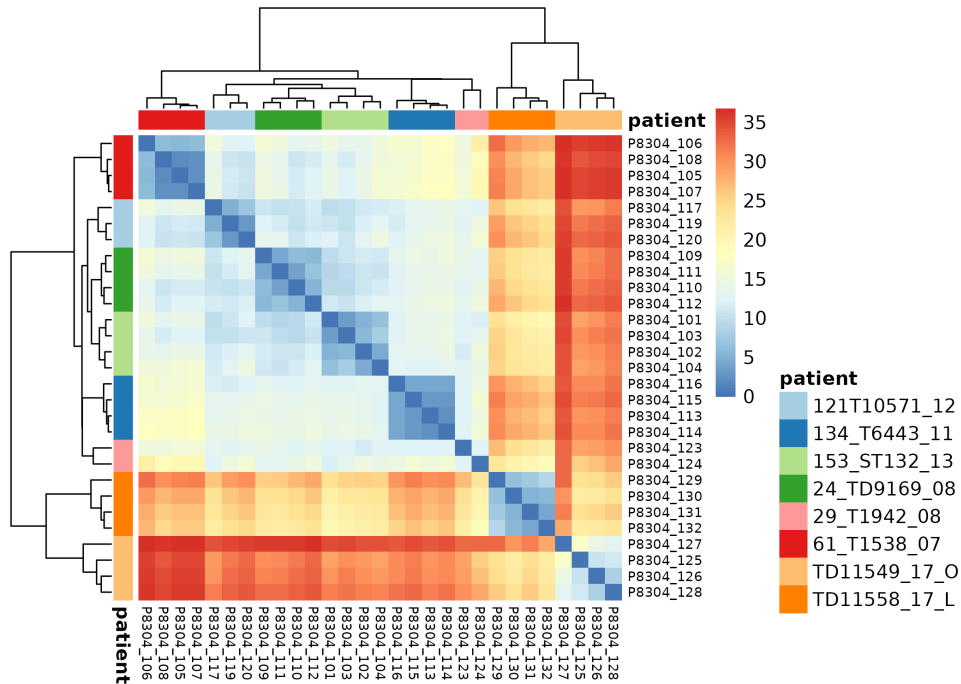 patient
P8304_106
P8304_108
P8304_105
P8304_107
P8304_117
P8304_119
P8304_120
P8304_109
P8304_111
P8304_110
P8304_112
P8304_101
P8304_103
P8304_102
P8304_104
P8304_116
P8304_115
P8304_113
P8304_114
P8304_123
P8304_124
P8304_129
P8304_130
P8304_131
P8304_132
P8304_127
P8304_125
P8304_126
P8304_128
35
30
25
20
15
10
5
0
patient
121T10571_12
134_T6443_11
153_ST132_13
24_TD9169_08
29_T1942_08
61_T1538_07
TD11549_17_O
TD11558_17_L
patient
P8304_106
P8304_108
P8304_105
P8304_107
P8304_117
P8304_119
P8304_120
P8304_109
P8304_111
P8304_110
P8304_112
P8304_101
P8304_103
P8304_102
P8304_104
P8304_116
P8304_115
P8304_113
P8304_114
P8304_123
P8304_124
P8304_129
P8304_130
P8304_131
P8304_132
P8304_127
P8304_125
P8304_126
P8304_128